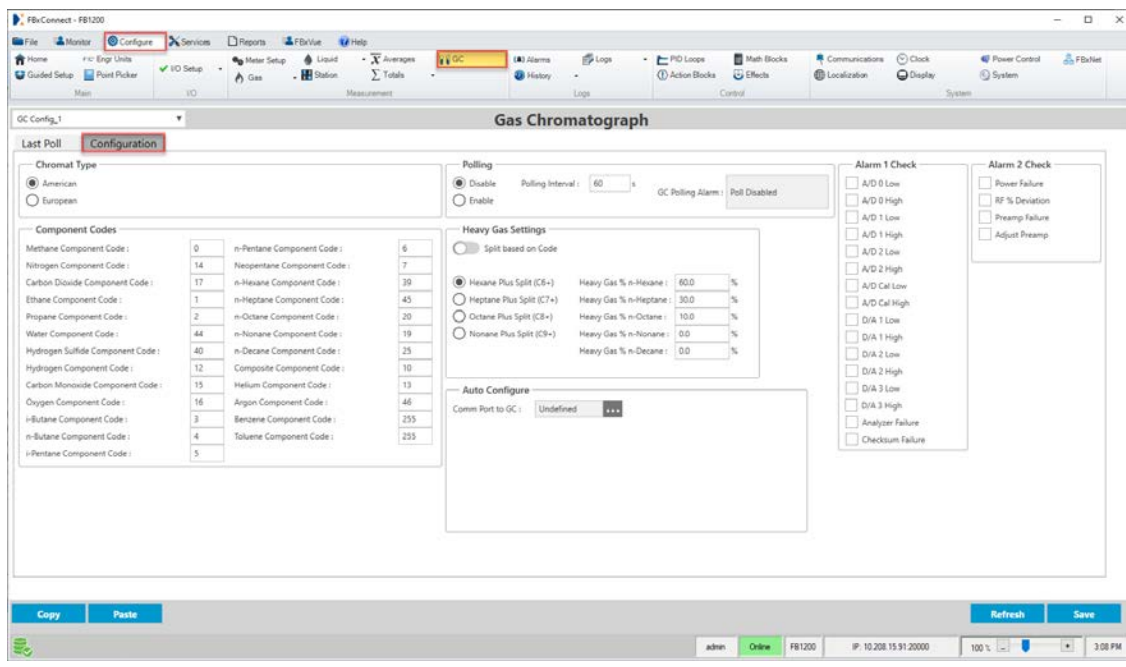 FBxConnect - FB1200
File Monitor Configure Services Reports FBxVue Help
Home Engr Units I/O Setup Meter Setup Liquid Averages GC Alarms Logs PID Loops Math Blocks Communications Clock Power Control FBxNet
Guided Setup Point Picker Gas Station Totals History Action Blocks Effects Localization Display System
Main I/O Measurement Logs Control System
GC Config_1
Gas Chromatograph
Last Poll Configuration
Chromat Type
American
European
Component Codes
Methane Component Code : 0
Nitrogen Component Code : 14
Carbon Dioxide Component Code : 17
Ethane Component Code : 1
Propane Component Code : 2
Water Component Code : 44
Hydrogen Sulfide Component Code : 40
Hydrogen Component Code : 12
Carbon Monoxide Component Code : 15
Oxygen Component Code : 16
i-Butane Component Code : 3
n-Butane Component Code : 4
i-Pentane Component Code : 5
n-Pentane Component Code : 6
Neopentane Component Code : 7
n-Hexane Component Code : 39
n-Heptane Component Code : 45
n-Octane Component Code : 20
n-Nonane Component Code : 19
n-Decane Component Code : 25
Composite Component Code : 10
Helium Component Code : 13
Argon Component Code : 46
Benzene Component Code : 255
Toluene Component Code : 255
Polling
Disable Polling Interval : 60 s GC Polling Alarm : Poll Disabled
Enable
Heavy Gas Settings
Split based on Code
Hexane Plus Split (C6+) Heavy Gas % n-Hexane : 60.0 %
Heptane Plus Split (C7+) Heavy Gas % n-Heptane : 30.0 %
Octane Plus Split (C8+) Heavy Gas % n-Octane : 10.0 %
Nonane Plus Split (C9+) Heavy Gas % n-Nonane : 0.0 %
Heavy Gas % n-Decane : 0.0 %
Auto Configure
Comm Port to GC : Undefined ...
Alarm 1 Check
A/D 0 Low
A/D 0 High
A/D 1 Low
A/D 1 High
A/D 2 Low
A/D 2 High
A/D Cal Low
A/D Cal High
D/A 1 Low
D/A 1 High
D/A 2 Low
D/A 2 High
D/A 3 Low
D/A 3 High
Analyzer Failure
Checksum Failure
Alarm 2 Check
Power Failure
RF % Deviation
Preamp Failure
Adjust Preamp
Copy Paste Refresh Save
admin Online FB1200 IP: 10.208.15.91:20000 100 % - + 3:08 PM